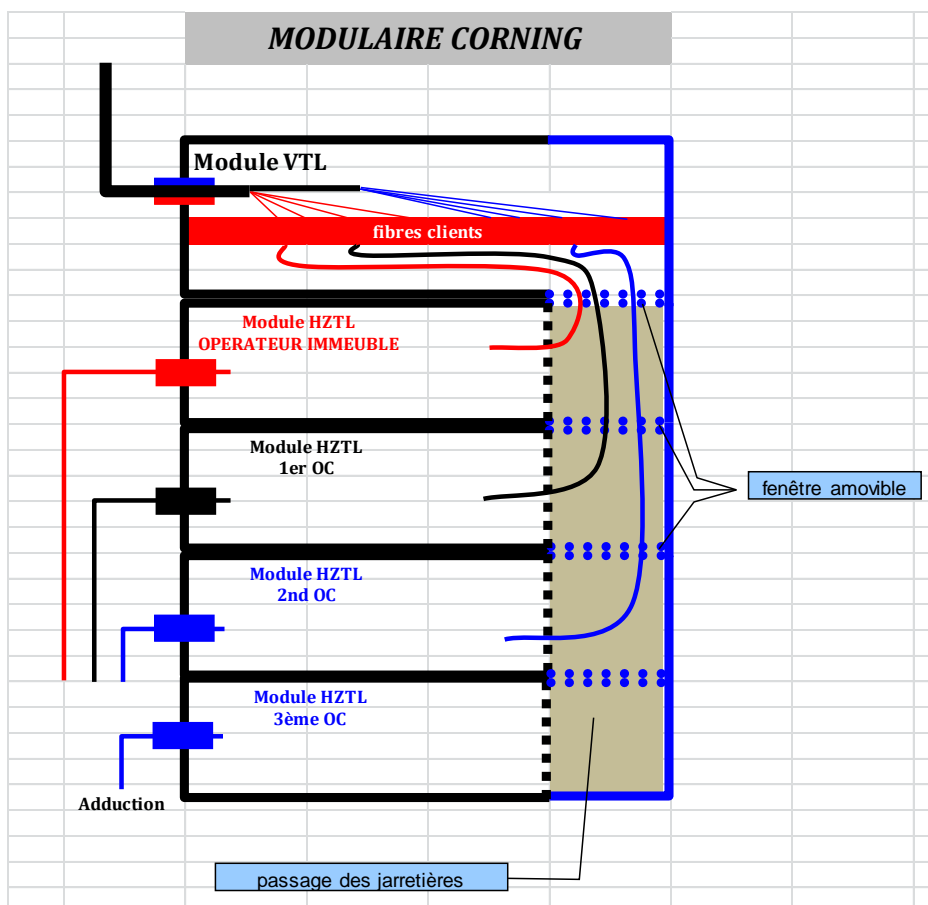 MODULAIRE CORNING
Module VTL
fibres clients
Module HZTL
OPERATEUR IMMEUBLE
Module HZTL
1er OC
fenêtre amovible
Module HZTL
2nd OC
Module HZTL
3ème OC
Adduction
passage des jarretières